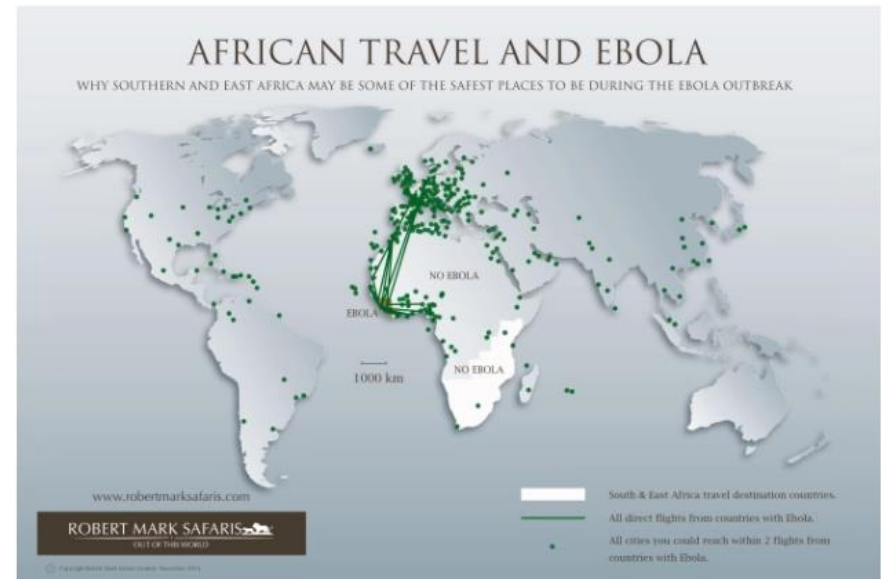 AFRICAN TRAVEL AND EBOLA
WHY SOUTHERN AND EAST AFRICA MAY BE SOME OF THE SAFEST PLACES TO BE DURING THE EBOLA OUTBREAK
NO EBOLA
EBOLA
NO EBOLA
1000 km
www.robertmarksafaris.com
ROBERT MARK SAFARIS
OUT OF THIS WORLD
South & East Africa travel destination countries.
All direct flights from countries with Ebola.
All cities you could reach within 2 flights from
countries with Ebola.